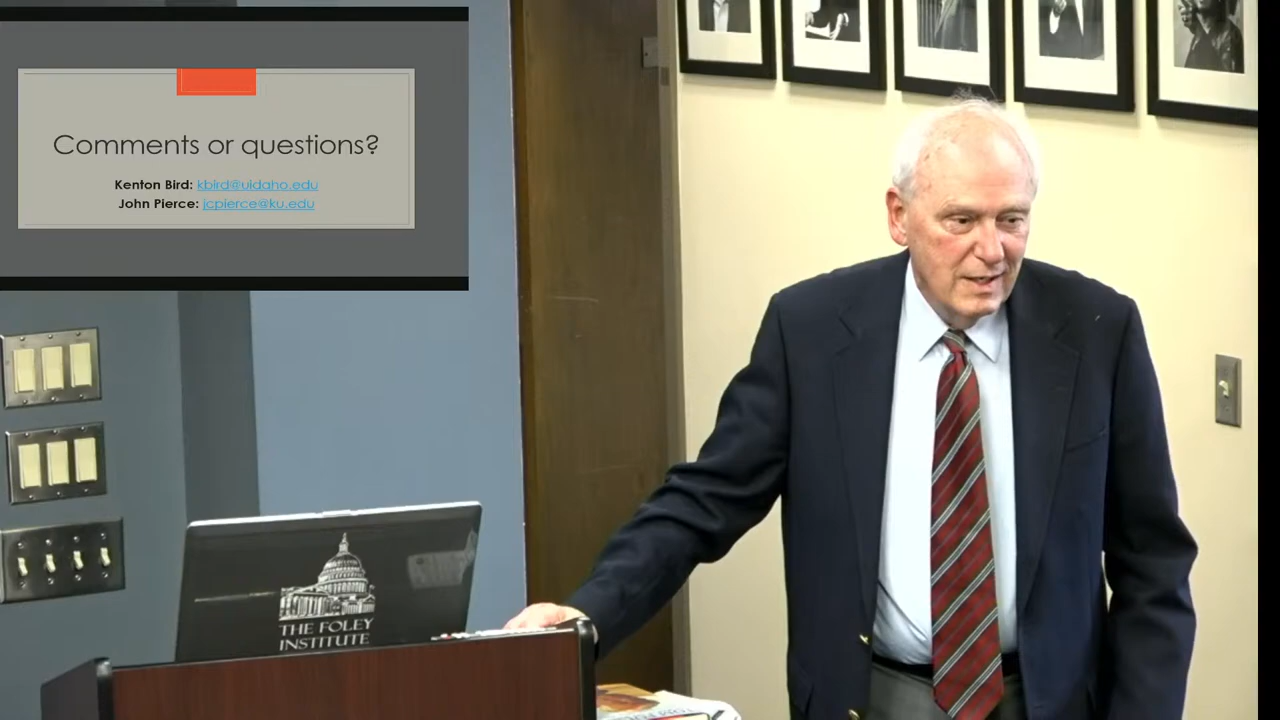 Comments or questions?
Kenton Bird: kbird@uidaho.edu
John Pierce: jcpierce@ku.edu
THE FOLEY
INSTITUTE